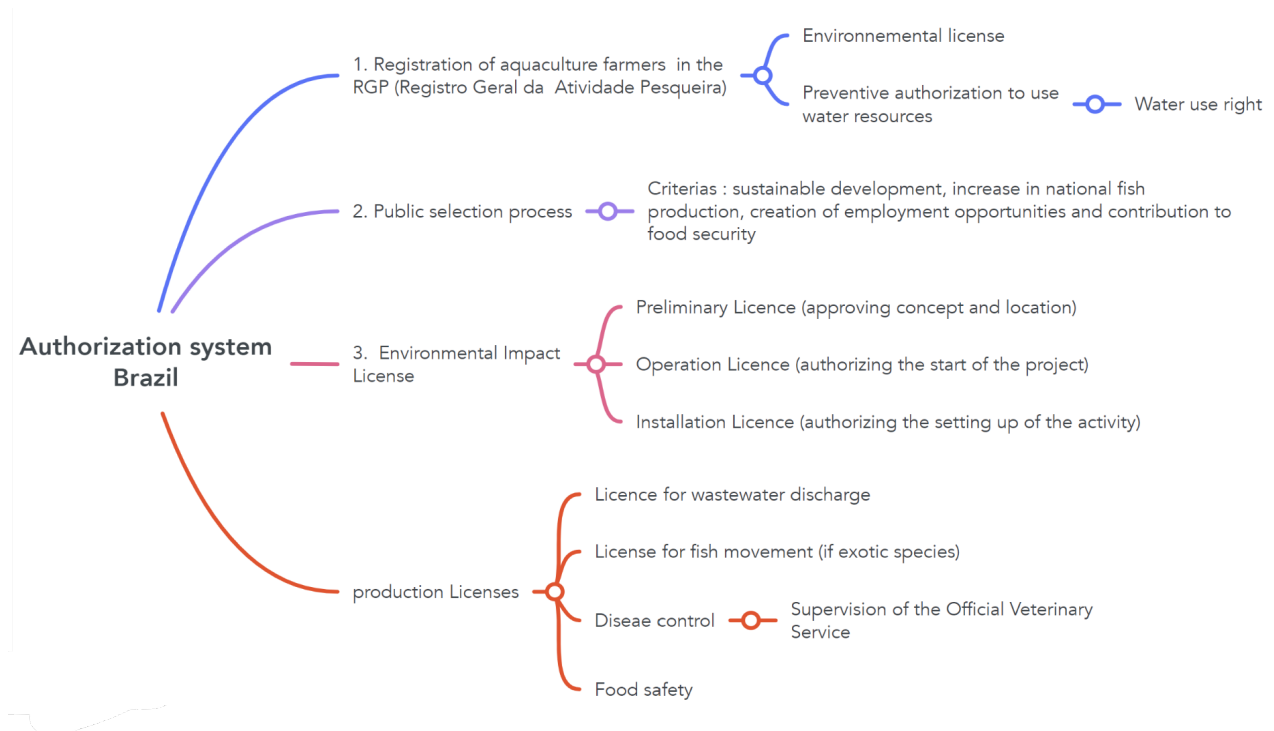 Authorization system
Brazil
1. Registration of aquaculture farmers in the
RGP (Registro Geral da Atividade Pesqueira)
Environnemental license
Preventive authorization to use
water resources
Water use right
2. Public selection process
Criterias : sustainable development, increase in national fish
production, creation of employment opportunities and contribution to
food security
3. Environmental Impact
License
Preliminary Licence (approving concept and location)
Operation Licence (authorizing the start of the project)
Installation Licence (authorizing the setting up of the activity)
production Licenses
Licence for wastewater discharge
License for fish movement (if exotic species)
Diseae control
Supervision of the Official Veterinary
Service
Food safety